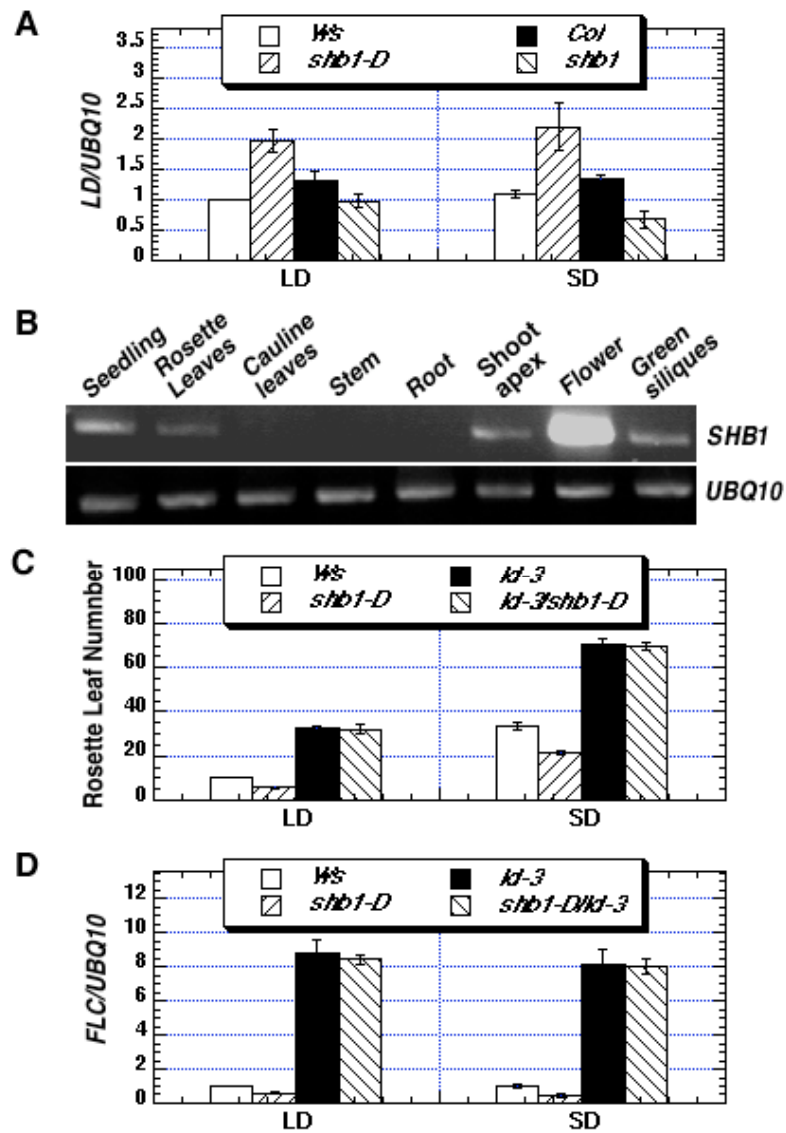 A
Ws Col
shb1-D shb1
LD/UBQ10
3.5
3
2.5
2
1.5
1
0.5
0
LD SD
B
Seedling
Rosette Leaves
Cauline leaves
Stem
Root
Shoot apex
Flower
Green siliques
SHB1
UBQ10
C
Ws ld-3
shb1-D ld-3/shb1-D
Rosette Leaf Numnber
100
80
60
40
20
0
LD SD
D
Ws ld-3
shb1-D shb1-D/ld-3
FLC/UBQ10
12
10
8
6
4
2
0
LD SD